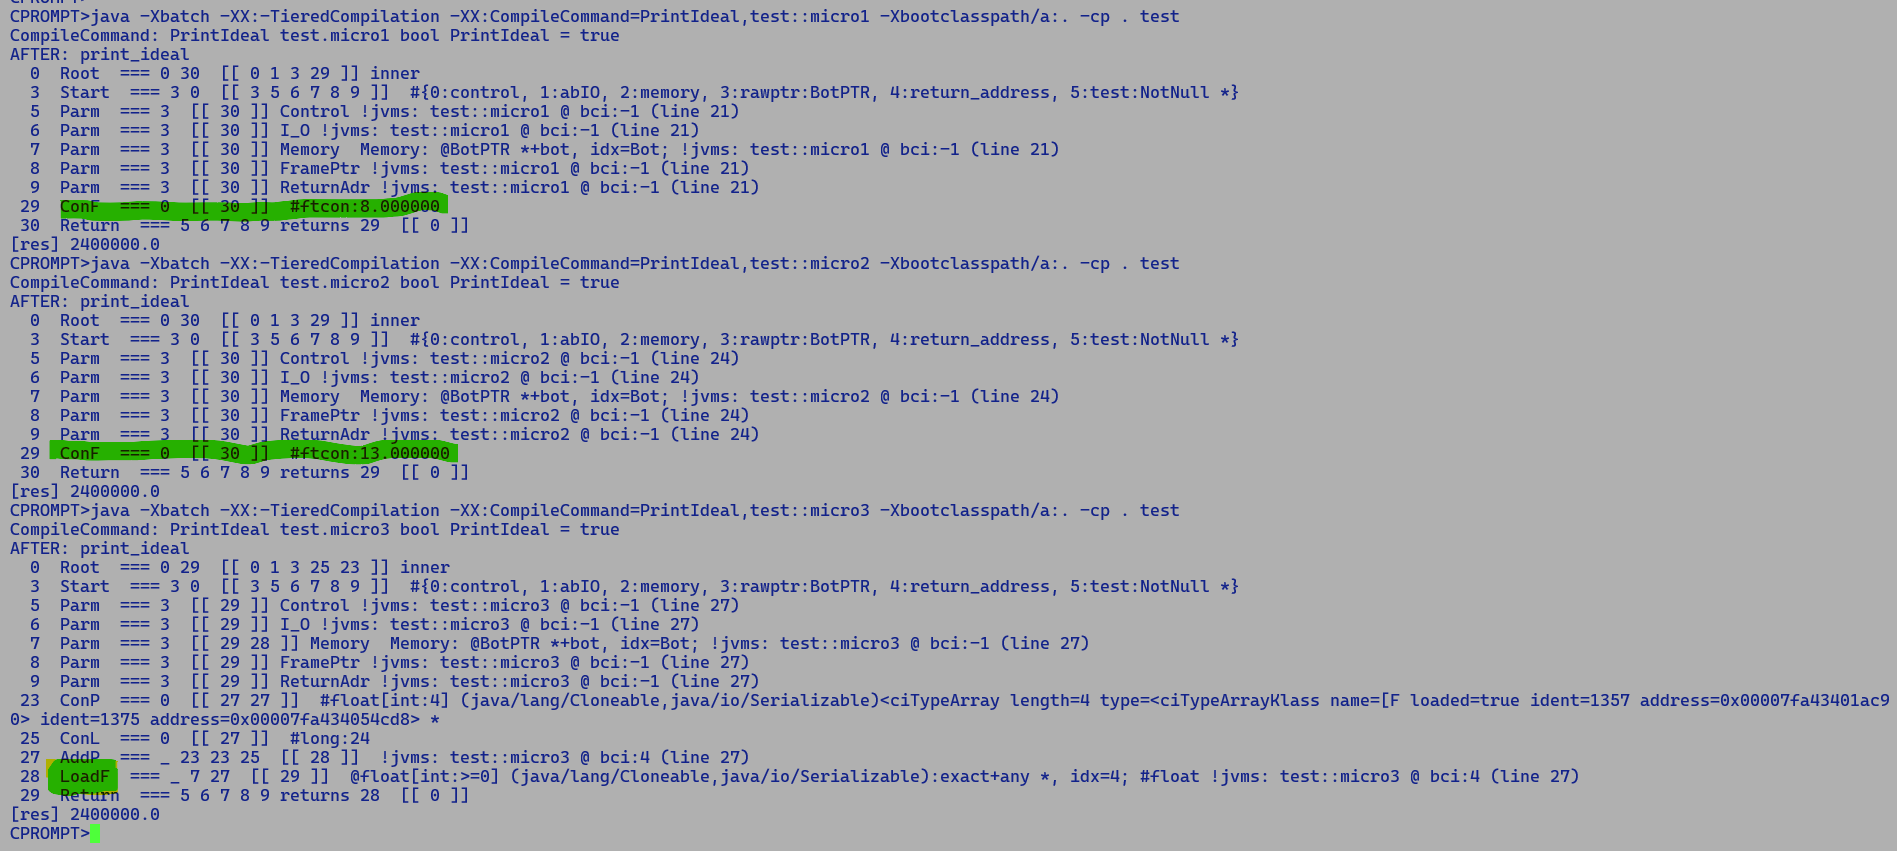 CPROMPT>java -Xbatch -XX:-TieredCompilation -XX:CompileCommand=PrintIdeal,test::micro1 -Xbootclasspath/a:. -cp . test
CompileCommand: PrintIdeal test.micro1 bool PrintIdeal = true
AFTER: print_ideal
  0  Root  === 0 30  [[ 0 1 3 29 ]] inner
  3  Start  === 3 0  [[ 3 5 6 7 8 9 ]]  #{0:control, 1:abIO, 2:memory, 3:rawptr:BotPTR, 4:return_address, 5:test:NotNull *}
  5  Parm  === 3  [[ 30 ]] Control !jvms: test::micro1 @ bci:-1 (line 21)
  6  Parm  === 3  [[ 30 ]] I_O !jvms: test::micro1 @ bci:-1 (line 21)
  7  Parm  === 3  [[ 30 ]] Memory  Memory: @BotPTR *+bot, idx=Bot; !jvms: test::micro1 @ bci:-1 (line 21)
  8  Parm  === 3  [[ 30 ]] FramePtr !jvms: test::micro1 @ bci:-1 (line 21)
  9  Parm  === 3  [[ 30 ]] ReturnAdr !jvms: test::micro1 @ bci:-1 (line 21)
 29  ConF  === 0  [[ 30 ]]  #ftcon:8.000000
 30  Return  === 5 6 7 8 9 returns 29  [[ 0 ]]
[res] 2400000.0
CPROMPT>java -Xbatch -XX:-TieredCompilation -XX:CompileCommand=PrintIdeal,test::micro2 -Xbootclasspath/a:. -cp . test
CompileCommand: PrintIdeal test.micro2 bool PrintIdeal = true
AFTER: print_ideal
  0  Root  === 0 30  [[ 0 1 3 29 ]] inner
  3  Start  === 3 0  [[ 3 5 6 7 8 9 ]]  #{0:control, 1:abIO, 2:memory, 3:rawptr:BotPTR, 4:return_address, 5:test:NotNull *}
  5  Parm  === 3  [[ 30 ]] Control !jvms: test::micro2 @ bci:-1 (line 24)
  6  Parm  === 3  [[ 30 ]] I_O !jvms: test::micro2 @ bci:-1 (line 24)
  7  Parm  === 3  [[ 30 ]] Memory  Memory: @BotPTR *+bot, idx=Bot; !jvms: test::micro2 @ bci:-1 (line 24)
  8  Parm  === 3  [[ 30 ]] FramePtr !jvms: test::micro2 @ bci:-1 (line 24)
  9  Parm  === 3  [[ 30 ]] ReturnAdr !jvms: test::micro2 @ bci:-1 (line 24)
 29  ConF  === 0  [[ 30 ]]  #ftcon:13.000000
 30  Return  === 5 6 7 8 9 returns 29  [[ 0 ]]
[res] 2400000.0
CPROMPT>java -Xbatch -XX:-TieredCompilation -XX:CompileCommand=PrintIdeal,test::micro3 -Xbootclasspath/a:. -cp . test
CompileCommand: PrintIdeal test.micro3 bool PrintIdeal = true
AFTER: print_ideal
  0  Root  === 0 29  [[ 0 1 3 25 23 ]] inner
  3  Start  === 3 0  [[ 3 5 6 7 8 9 ]]  #{0:control, 1:abIO, 2:memory, 3:rawptr:BotPTR, 4:return_address, 5:test:NotNull *}
  5  Parm  === 3  [[ 29 ]] Control !jvms: test::micro3 @ bci:-1 (line 27)
  6  Parm  === 3  [[ 29 ]] I_O !jvms: test::micro3 @ bci:-1 (line 27)
  7  Parm  === 3  [[ 29 28 ]] Memory  Memory: @BotPTR *+bot, idx=Bot; !jvms: test::micro3 @ bci:-1 (line 27)
  8  Parm  === 3  [[ 29 ]] FramePtr !jvms: test::micro3 @ bci:-1 (line 27)
  9  Parm  === 3  [[ 29 ]] ReturnAdr !jvms: test::micro3 @ bci:-1 (line 27)
 23  ConP  === 0  [[ 27 27 ]]  #float[int:4] (java/lang/Cloneable,java/io/Serializable)<ciTypeArray length=4 type=<ciTypeArrayKlass name=[F loaded=true ident=1357 address=0x00007fa43401ac9
0> ident=1375 address=0x00007fa434054cd8> *
 25  ConL  === 0  [[ 27 ]]  #long:24
 27  AddP  === _ 23 23 25  [[ 28 ]]  !jvms: test::micro3 @ bci:4 (line 27)
 28  LoadF  === _ 7 27  [[ 29 ]]  @float[int:>=0] (java/lang/Cloneable,java/io/Serializable):exact+any *, idx=4; #float !jvms: test::micro3 @ bci:4 (line 27)
 29  Return  === 5 6 7 8 9 returns 28  [[ 0 ]]
[res] 2400000.0
CPROMPT>